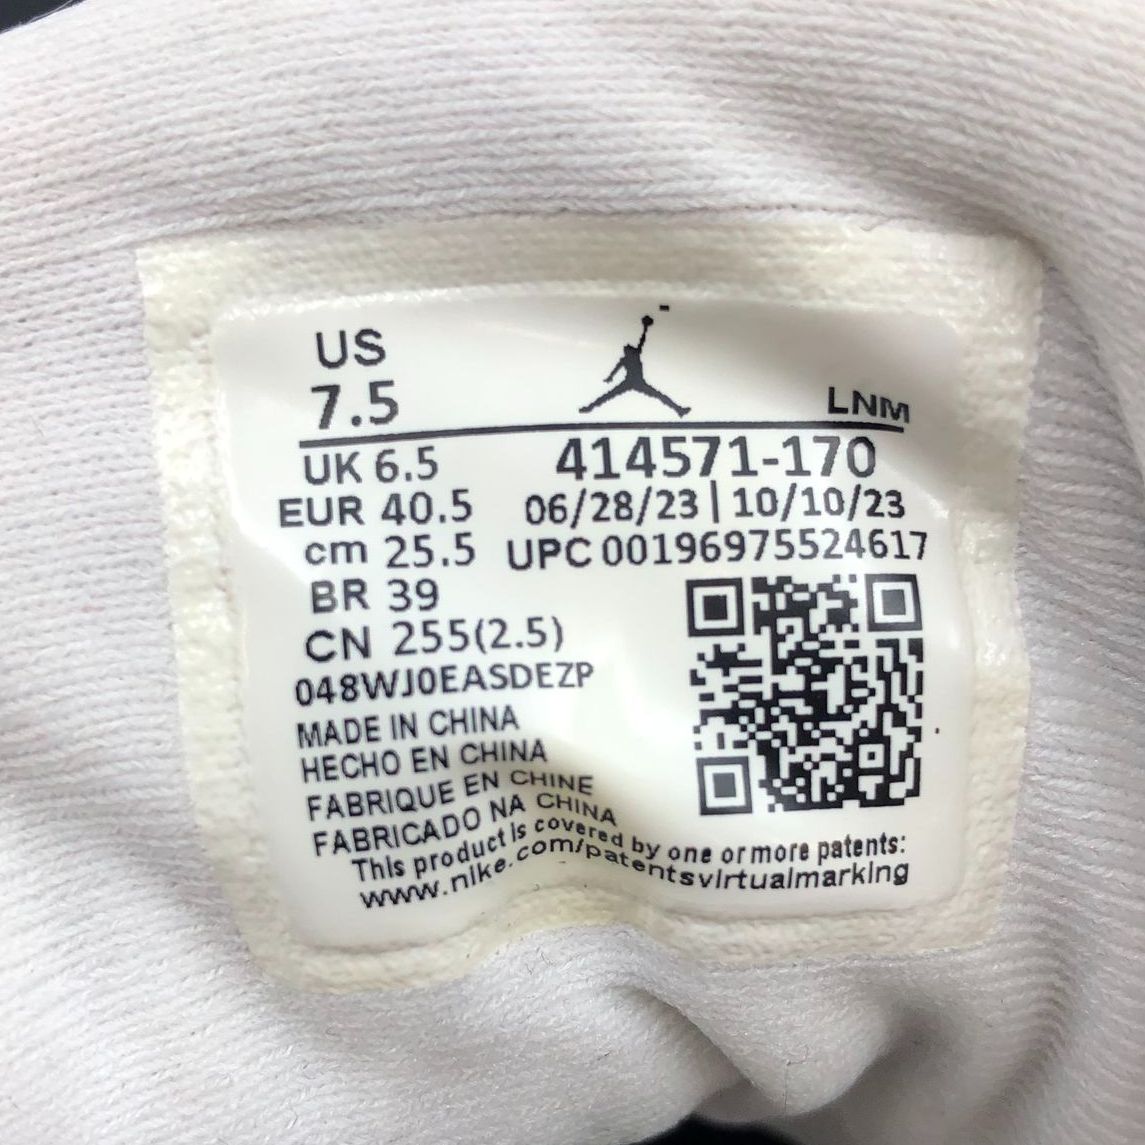 US
7.5
LNM
UK 6.5
414571-170
EUR 40.5
06/28/23 | 10/10/23
cm 25.5
UPC 00196975524617
BR 39
CN 255(2.5)
048WJ0EASDEZP
MADE IN CHINA
HECHO EN CHINA
FABRIQUE EN CHINE
FABRICADO NA CHINA
This product is covered by one or more patents:
www.nike.com/patentsvirtualmarking